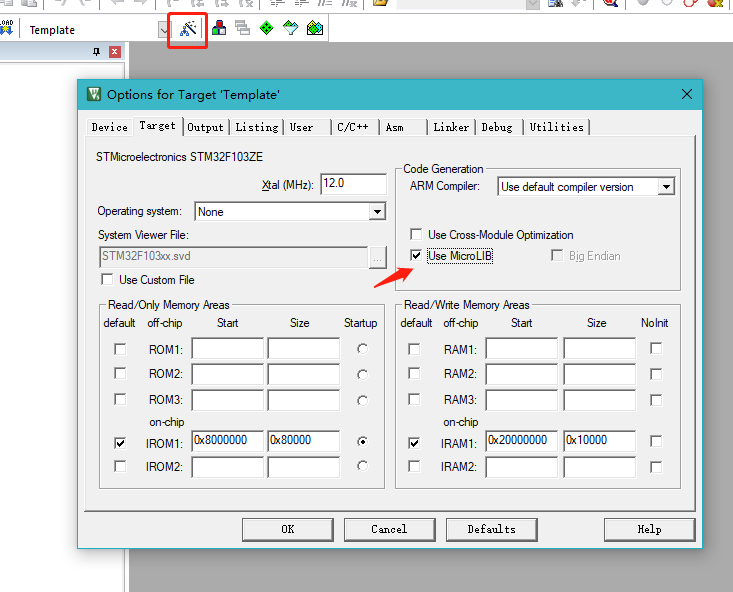 LOAD
Template
Options for Target 'Template'
Device Target Output Listing User C/C++ Asm Linker Debug Utilities
STMicroelectronics STM32F103ZE
Xtal (MHz): 12.0
Operating system: None
System Viewer File:
STM32F103xx.svd ...
Use Custom File
Code Generation
ARM Compiler: Use default compiler version
Use Cross-Module Optimization
Use MicroLIB Big Endian
Read/Only Memory Areas
default off-chip Start Size Startup
ROM1:
ROM2:
ROM3:
on-chip
IROM1: 0x8000000 0x80000
IROM2:
Read/Write Memory Areas
default off-chip Start Size NoInit
RAM1:
RAM2:
RAM3:
on-chip
IRAM1: 0x20000000 0x10000
IRAM2:
OK Cancel Defaults Help